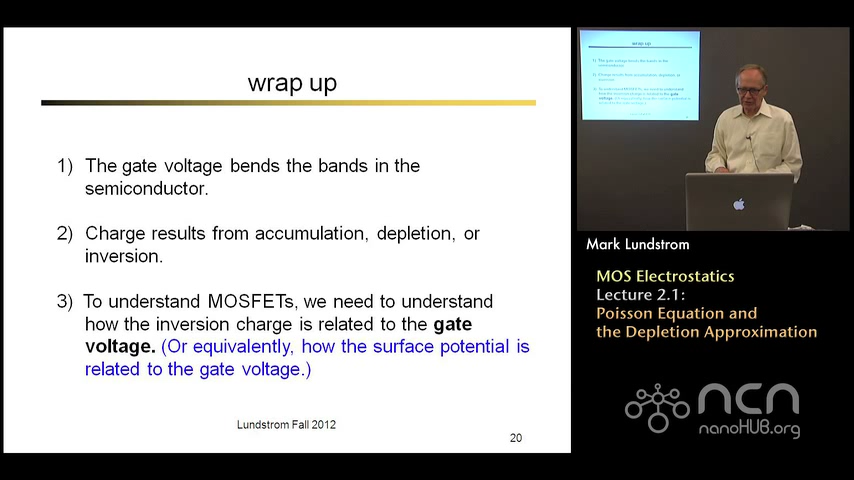 wrap up
1) The gate voltage bends the bands in the
semiconductor.
2) Charge results from accumulation, depletion, or
inversion.
3) To understand MOSFETs, we need to understand
how the inversion charge is related to the gate
voltage. (Or equivalently, how the surface potential is
related to the gate voltage.)
Lundstrom Fall 2012
20
wrap up
Mark Lundstrom
MOS Electrostatics
Lecture 2.1:
Poisson Equation and
the Depletion Approximation
ncn
nanoHUB.org